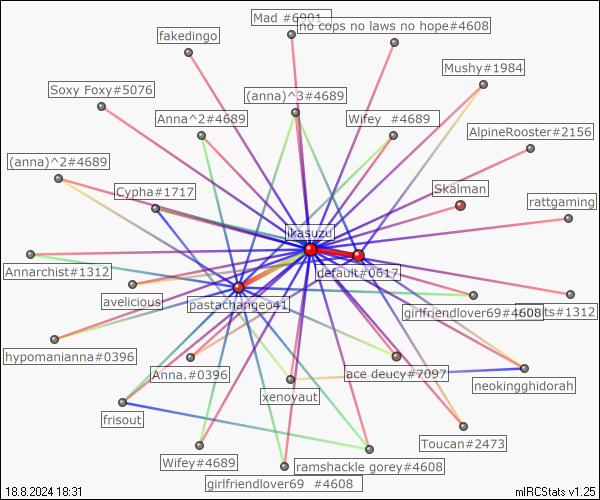 Mad #6901
no cops no laws no hope#4608
fakedingo
Mushy#1984
Soxy Foxy#5076
(anna)^3#4689
Anna^2#4689
Wifey #4689
AlpineRooster#2156
(anna)^2#4689
Cypha#1717
Skalman
rattgaming
ikasuzu
Annarchist#1312
default#0617
avelicious
pastachange41
girlfriendlover69#4608
#1312
hypomanianna#0396
Anna.#0396
ace deucy#7097
neokingghidorah
xenoyaut
frisout
Toucan#2473
Wifey#4689
ramshackle gorey#4608
girlfriendlover69 #4608
18.8.2024 18:31
mIRCStats v1.25